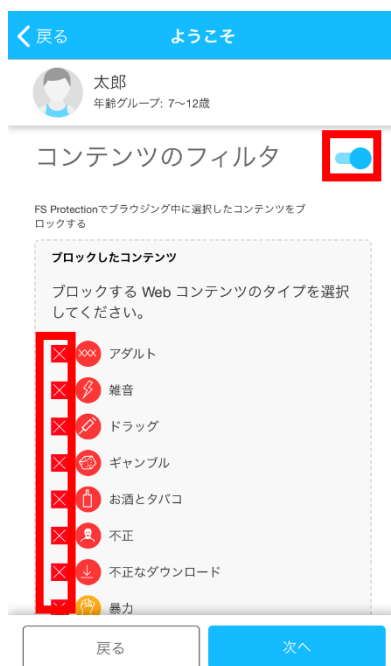 戻る
ようこそ
太郎
年齢グループ: 7〜12歳
コンテンツのフィルタ
FS Protectionでブラウジング中に選択したコンテンツをブ
ロックする
ブロックしたコンテンツ
ブロックする Web コンテンツのタイプを選択
してください。
xxx アダルト
雑音
ドラッグ
ギャンブル
お酒とタバコ
不正
不正なダウンロード
暴力
戻る
次へ